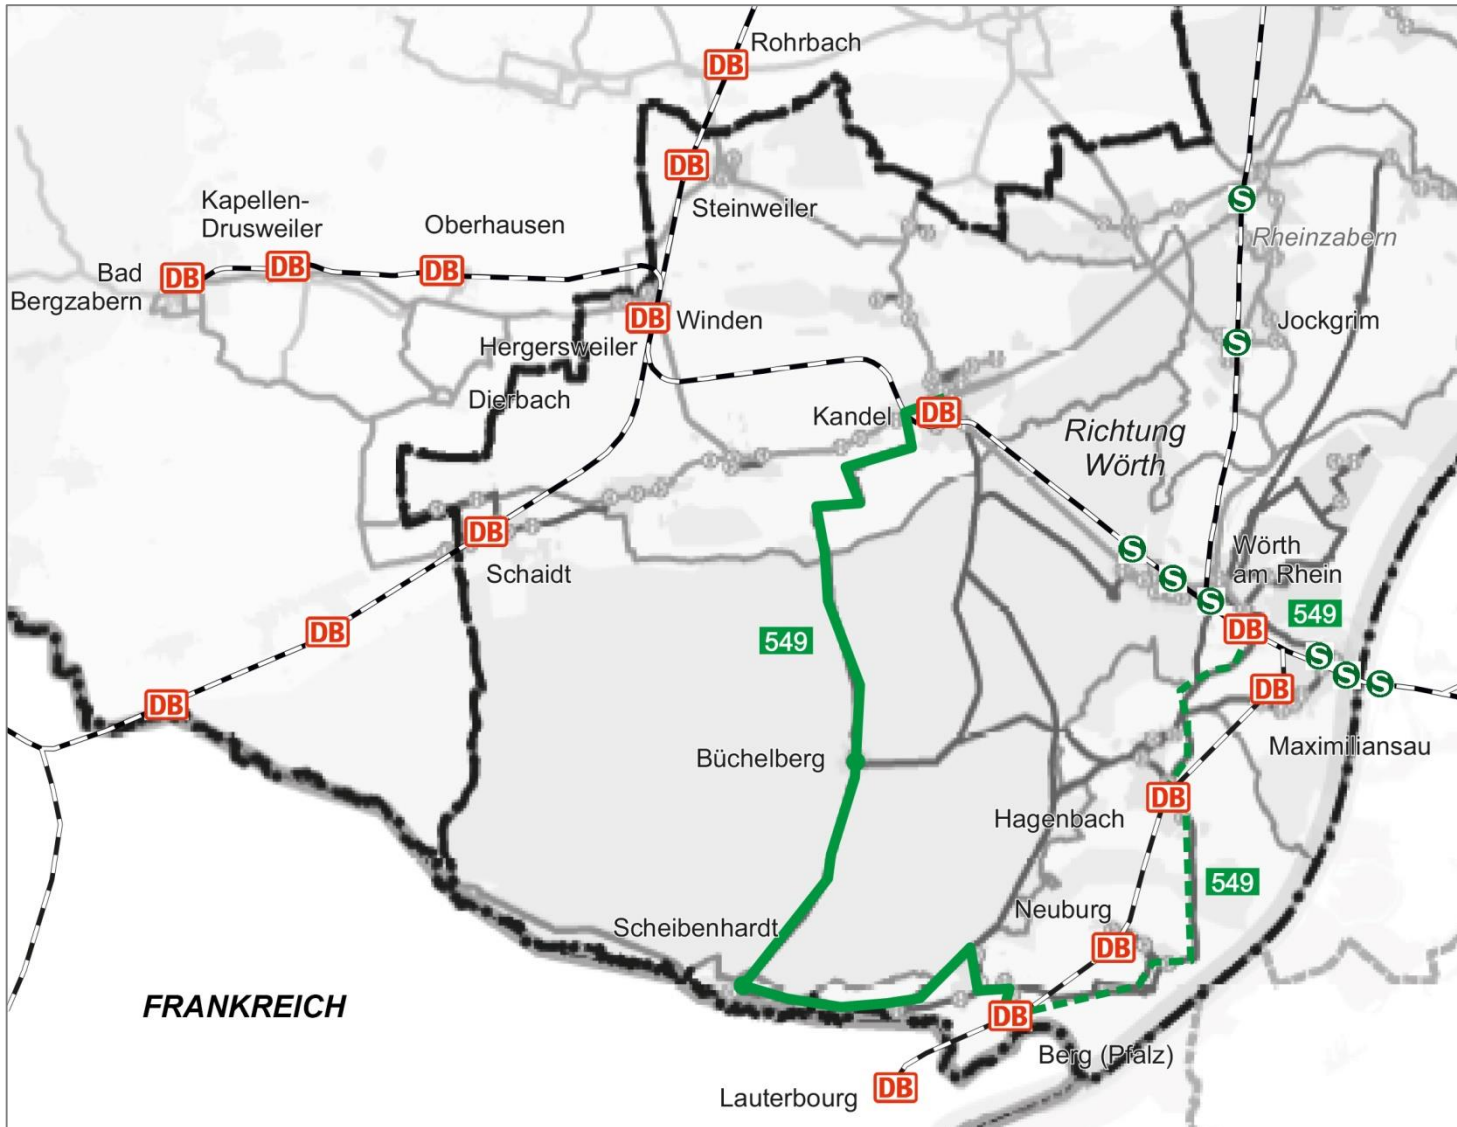 Rohrbach
DB
DB
Steinweiler
Kapellen-
Drusweiler
Oberhausen
S
Rheinzabern
Bad
Bergzabern
DB
DB
DB
DB
Winden
Hergersweiler
Jockgrim
S
Dierbach
Kandel
DB
Richtung
Wörth
DB
Schaidt
S
S
S
Wörth
am Rhein
549
DB
549
DB
S
S
S
DB
DB
Maximiliansau
Büchelberg
Hagenbach
DB
549
Neuburg
DB
Scheibenhardt
FRANKREICH
DB
Berg (Pfalz)
Lauterbourg
DB